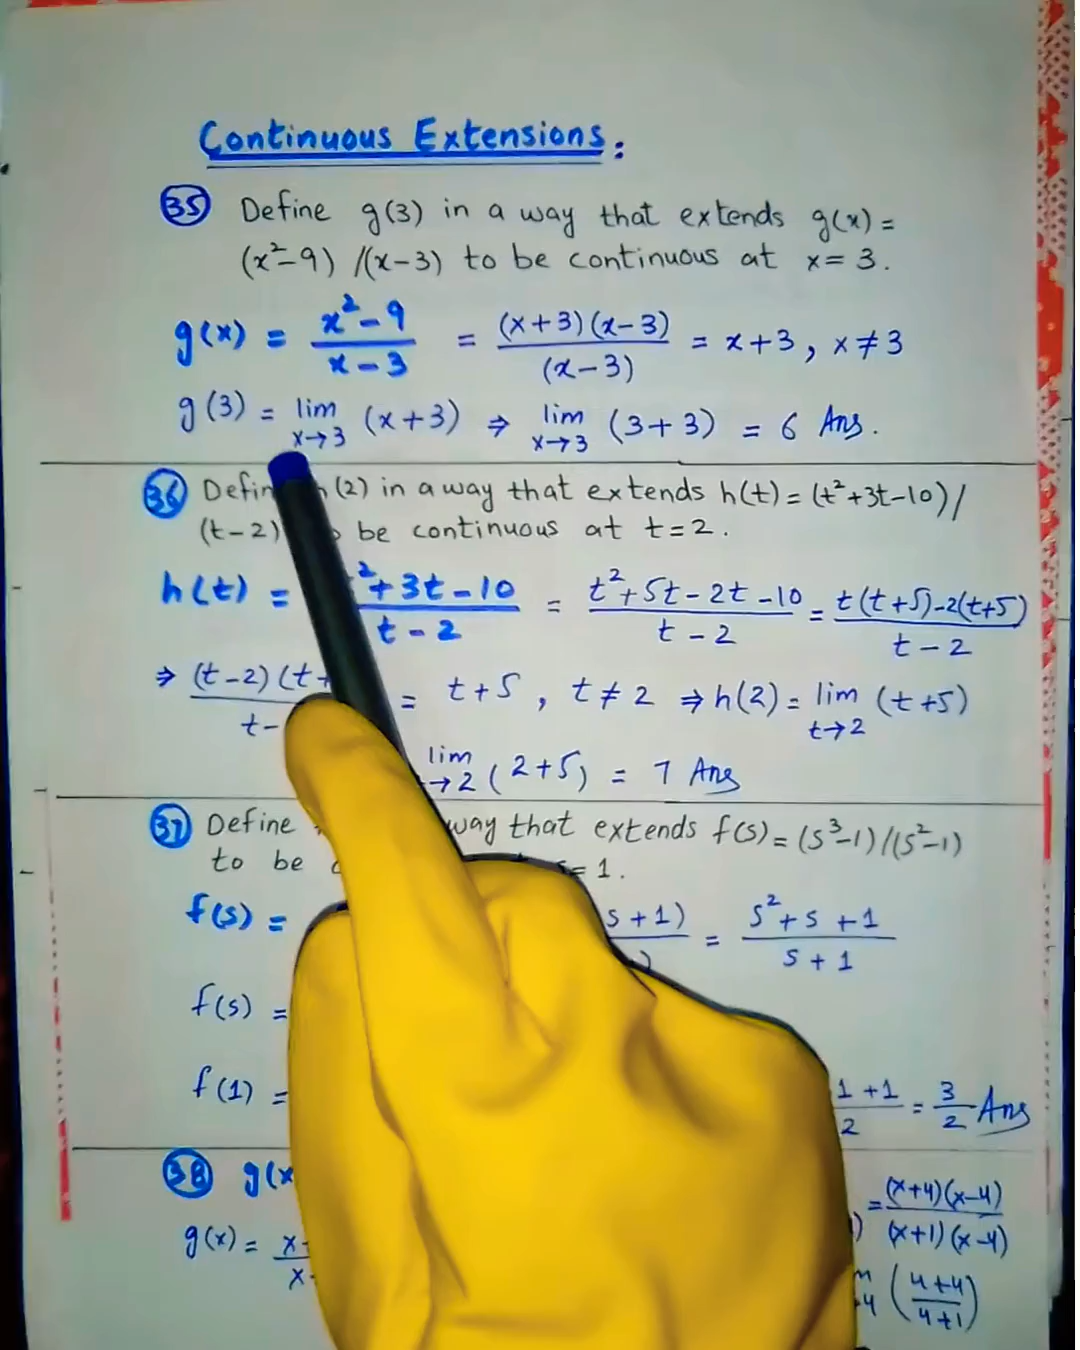 Continuous Extensions:
35 Define g(3) in a way that extends g(x) =
(x²-9) /(x-3) to be continuous at x = 3.
g(x) = x²-9 / x-3 = (x+3)(x-3) / (x-3) = x+3, x≠3
g(3) = lim x→3 (x+3) ⇒ lim x→3 (3+3) = 6 Ans.
36 (2) in a way that extends h(t) = (t²+3t-10)/
(t-2) be continuous at t=2.
h(t) = ²+3t-10 / t-2 = t²+5t-2t-10 / t-2 = t(t+5)-2(t+5) / t-2
⇒ (t-2)(t / t- = t+5, t≠2 ⇒ h(2) = lim t→2 (t+5)
lim →2 (2+5) = 7 Ans
37 Define way that extends f(s) = (s³-1)/(s²-1)
to be = 1.
f(s) = s+1) / ) = s²+s+1 / s+1
f(s) =
f(1) = 1+1 / 2 = 3/2 Ans
38 g(x
g(x) = x / x ) = (x+4)(x-4) / (x+1)(x-4)
4 (4+4 / 4+1)